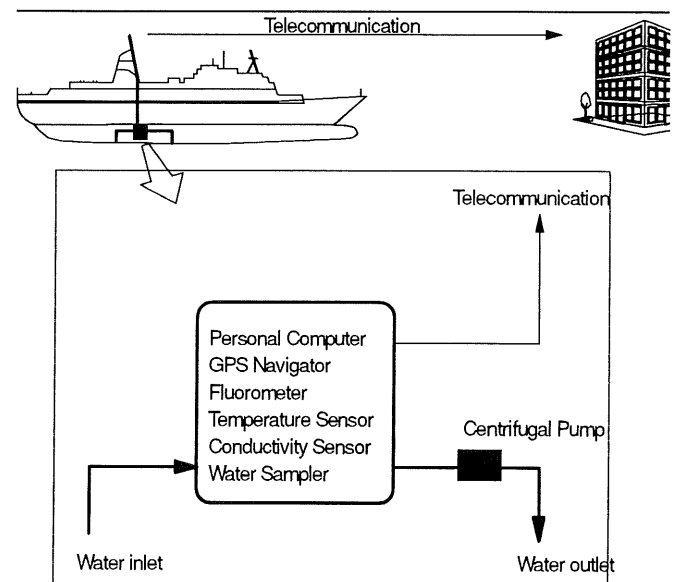 Telecommunication
Telecommunication
Personal Computer
GPS Navigator
Fluorometer
Temperature Sensor
Conductivity Sensor
Water Sampler
Centrifugal Pump
Water inlet
Water outlet